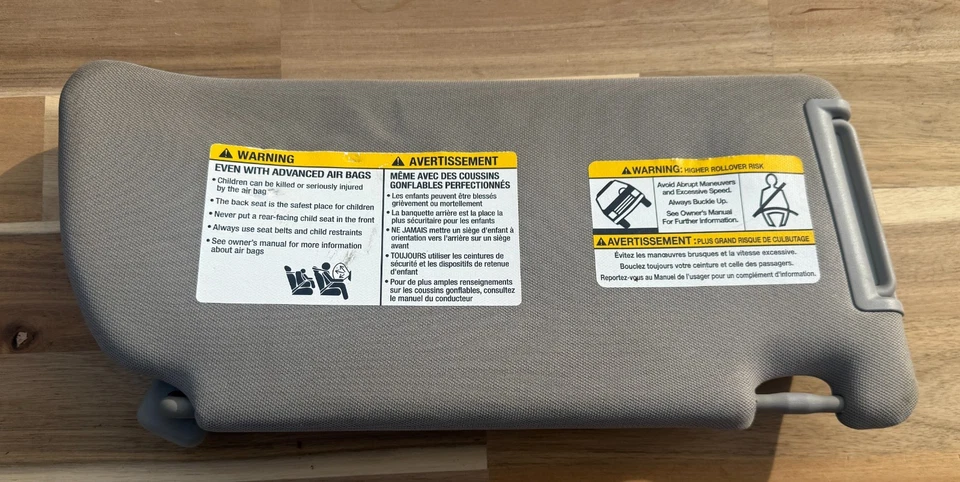 WARNING
EVEN WITH ADVANCED AIR BAGS
• Children can be killed or seriously injured
by the air bag
• The back seat is the safest place for children
• Never put a rear-facing child seat in the front
• Always use seat belts and child restraints
• See owner's manual for more information
about air bags
AVERTISSEMENT
MÊME AVEC DES COUSSINS
GONFLABLES PERFECTIONNÉS
• Les enfants peuvent être blessés
grièvement ou mortellement
• La banquette arrière est la place la
plus sécuritaire pour les enfants
• NE JAMAIS mettre un siège d'enfant à
orientation vers l'arrière sur un siège
avant
• TOUJOURS utiliser les ceintures de
sécurité et les dispositifs de retenue
d'enfant
• Pour de plus amples renseignements
sur les coussins gonflables, consultez
le manuel du conducteur
WARNING: HIGHER ROLLOVER RISK
Avoid Abrupt Maneuvers
and Excessive Speed.
Always Buckle Up.
See Owner's Manual
For Further Information.
AVERTISSEMENT : PLUS GRAND RISQUE DE CULBUTAGE
Évitez les manœuvres brusques et la vitesse excessive.
Bouclez toujours votre ceinture et celle des passagers.
Reportez-vous au Manuel de l'usager pour un complément d'information.